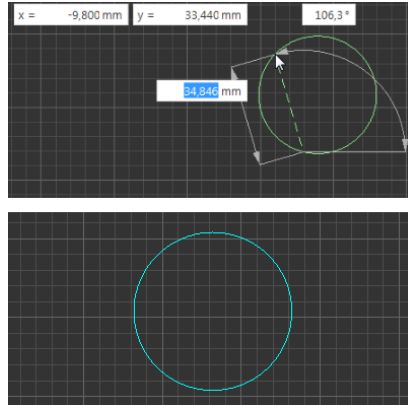 x = -9,800 mm y = 33,440 mm 106,3 °
34,846 mm